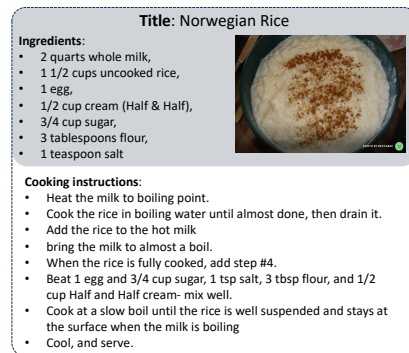 Title: Norwegian Rice
Ingredients:
• 2 quarts whole milk,
• 1 1/2 cups uncooked rice,
• 1 egg,
• 1/2 cup cream (Half & Half),
• 3/4 cup sugar,
• 3 tablespoons flour,
• 1 teaspoon salt
Cooking instructions:
• Heat the milk to boiling point.
• Cook the rice in boiling water until almost done, then drain it.
• Add the rice to the hot milk
• bring the milk to almost a boil.
• When the rice is fully cooked, add step #4.
• Beat 1 egg and 3/4 cup sugar, 1 tsp salt, 3 tbsp flour, and 1/2
cup Half and Half cream- mix well.
• Cook at a slow boil until the rice is well suspended and stays at
the surface when the milk is boiling
• Cool, and serve.